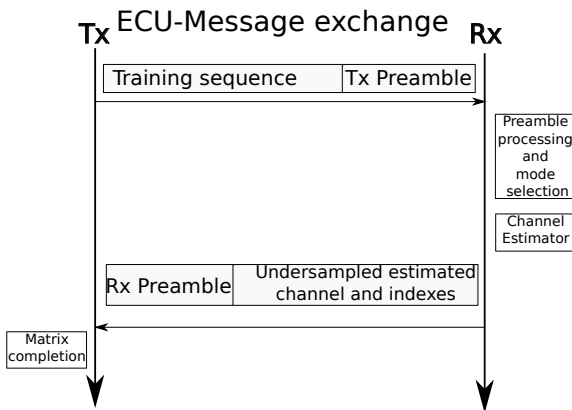 ECU-Message exchange
Tx
Rx
Training sequence
Tx Preamble
Preamble
processing
and
mode
selection
Channel
Estimator
Rx Preamble
Undersampled estimated
channel and indexes
Matrix
completion